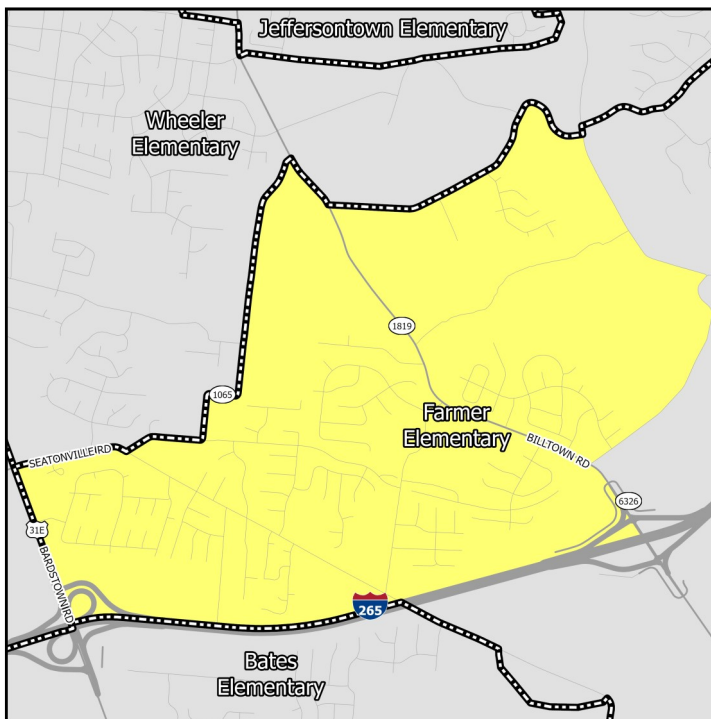 Jeffersontown Elementary
Wheeler
Elementary
1819
1065
Farmer
Elementary
SEATONVILLE RD
BILLTOWN RD
6326
31E
BARDSTOWN RD
265
Bates
Elementary